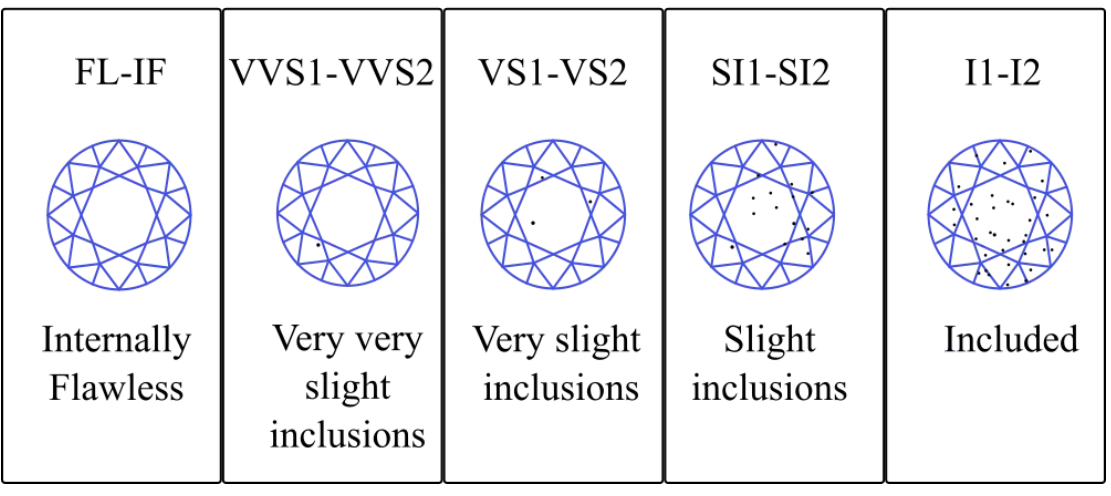 FL-IF
Internally
Flawless
VVS1-VVS2
Very very
slight
inclusions
VS1-VS2
Very slight
inclusions
SI1-SI2
Slight
inclusions
I1-I2
Included